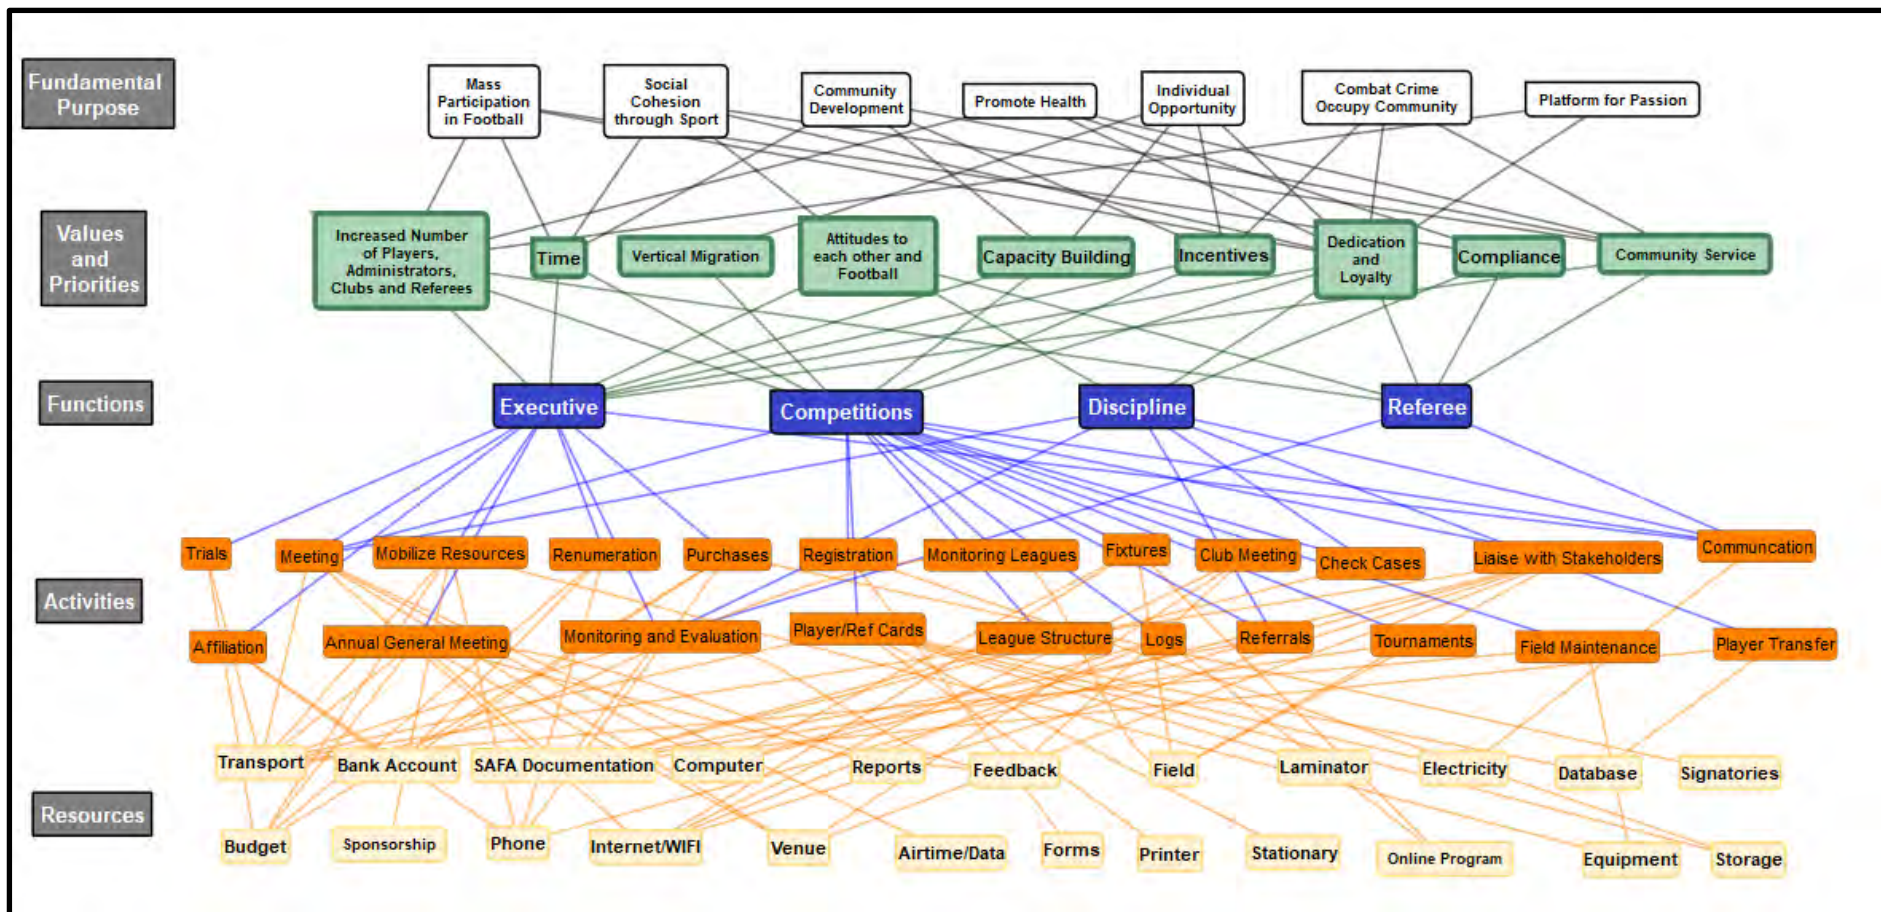 Fundamental
Purpose
Mass
Participation
in Football
Social
Cohesion
through Sport
Community
Development
Promote Health
Individual
Opportunity
Combat Crime
Occupy Community
Platform for Passion
Values
and
Priorities
Increased Number
of Players,
Administrators,
Clubs and Referees
Time
Vertical Migration
Attitudes to
each other and
Football
Capacity Building
Incentives
Dedication
and
Loyalty
Compliance
Community Service
Functions
Executive
Competitions
Discipline
Referee
Activities
Trials
Meeting
Mobilize Resources
Renumeration
Purchases
Registration
Monitoring Leagues
Fixtures
Club Meeting
Check Cases
Liaise with Stakeholders
Communcation
Affiliation
Annual General Meeting
Monitoring and Evaluation
Player/Ref Cards
League Structure
Logs
Referrals
Tournaments
Field Maintenance
Player Transfer
Resources
Transport
Bank Account
SAFA Documentation
Computer
Reports
Feedback
Field
Laminator
Electricity
Database
Signatories
Budget
Sponsorship
Phone
Internet/WIFI
Venue
Airtime/Data
Forms
Printer
Stationary
Online Program
Equipment
Storage